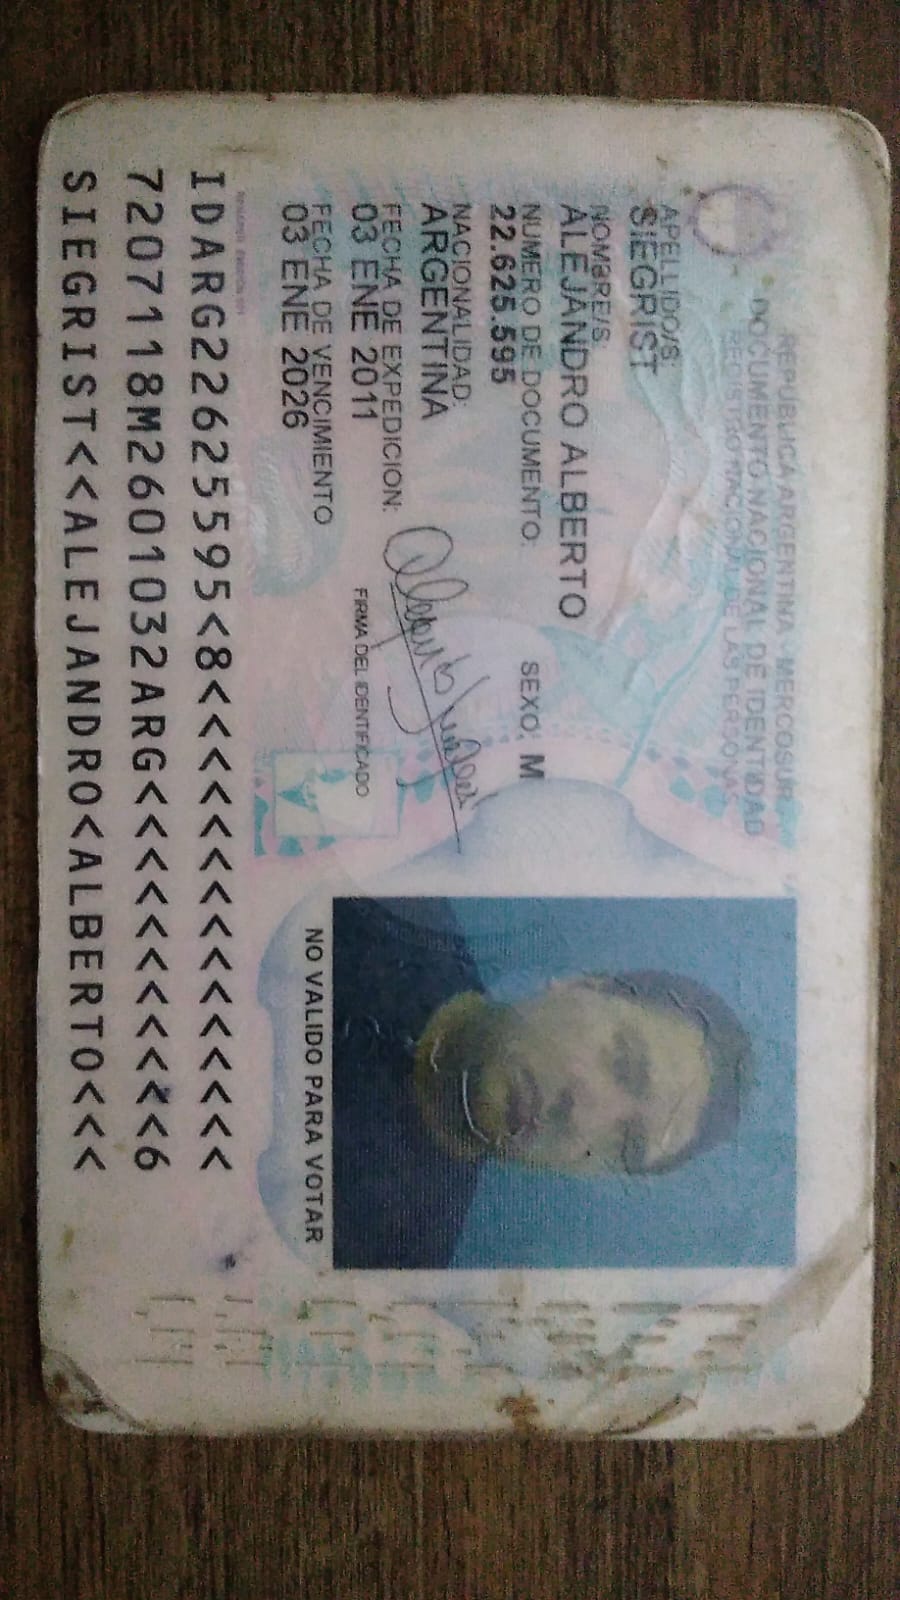 REPUBLICA ARGENTINA - MERCOSUR
DOCUMENTO NACIONAL DE IDENTIDAD
REGISTRO NACIONAL DE LAS PERSONAS
APELLIDO/S:
SIEGRIST
NOMBRE/S:
ALEJANDRO ALBERTO
NUMERO DE DOCUMENTO: SEXO: M
22.625.595
NACIONALIDAD:
ARGENTINA
FECHA DE EXPEDICION:
03 ENE 2011
FIRMA DEL IDENTIFICADO
FECHA DE VENCIMIENTO
03 ENE 2026
NO VALIDO PARA VOTAR
IDARG22625595<8<<<<<<<<<<<<<<<
7207118M2601032ARG<<<<<<<<<<<6
SIEGRIST<<ALEJANDRO<ALBERTO<<<